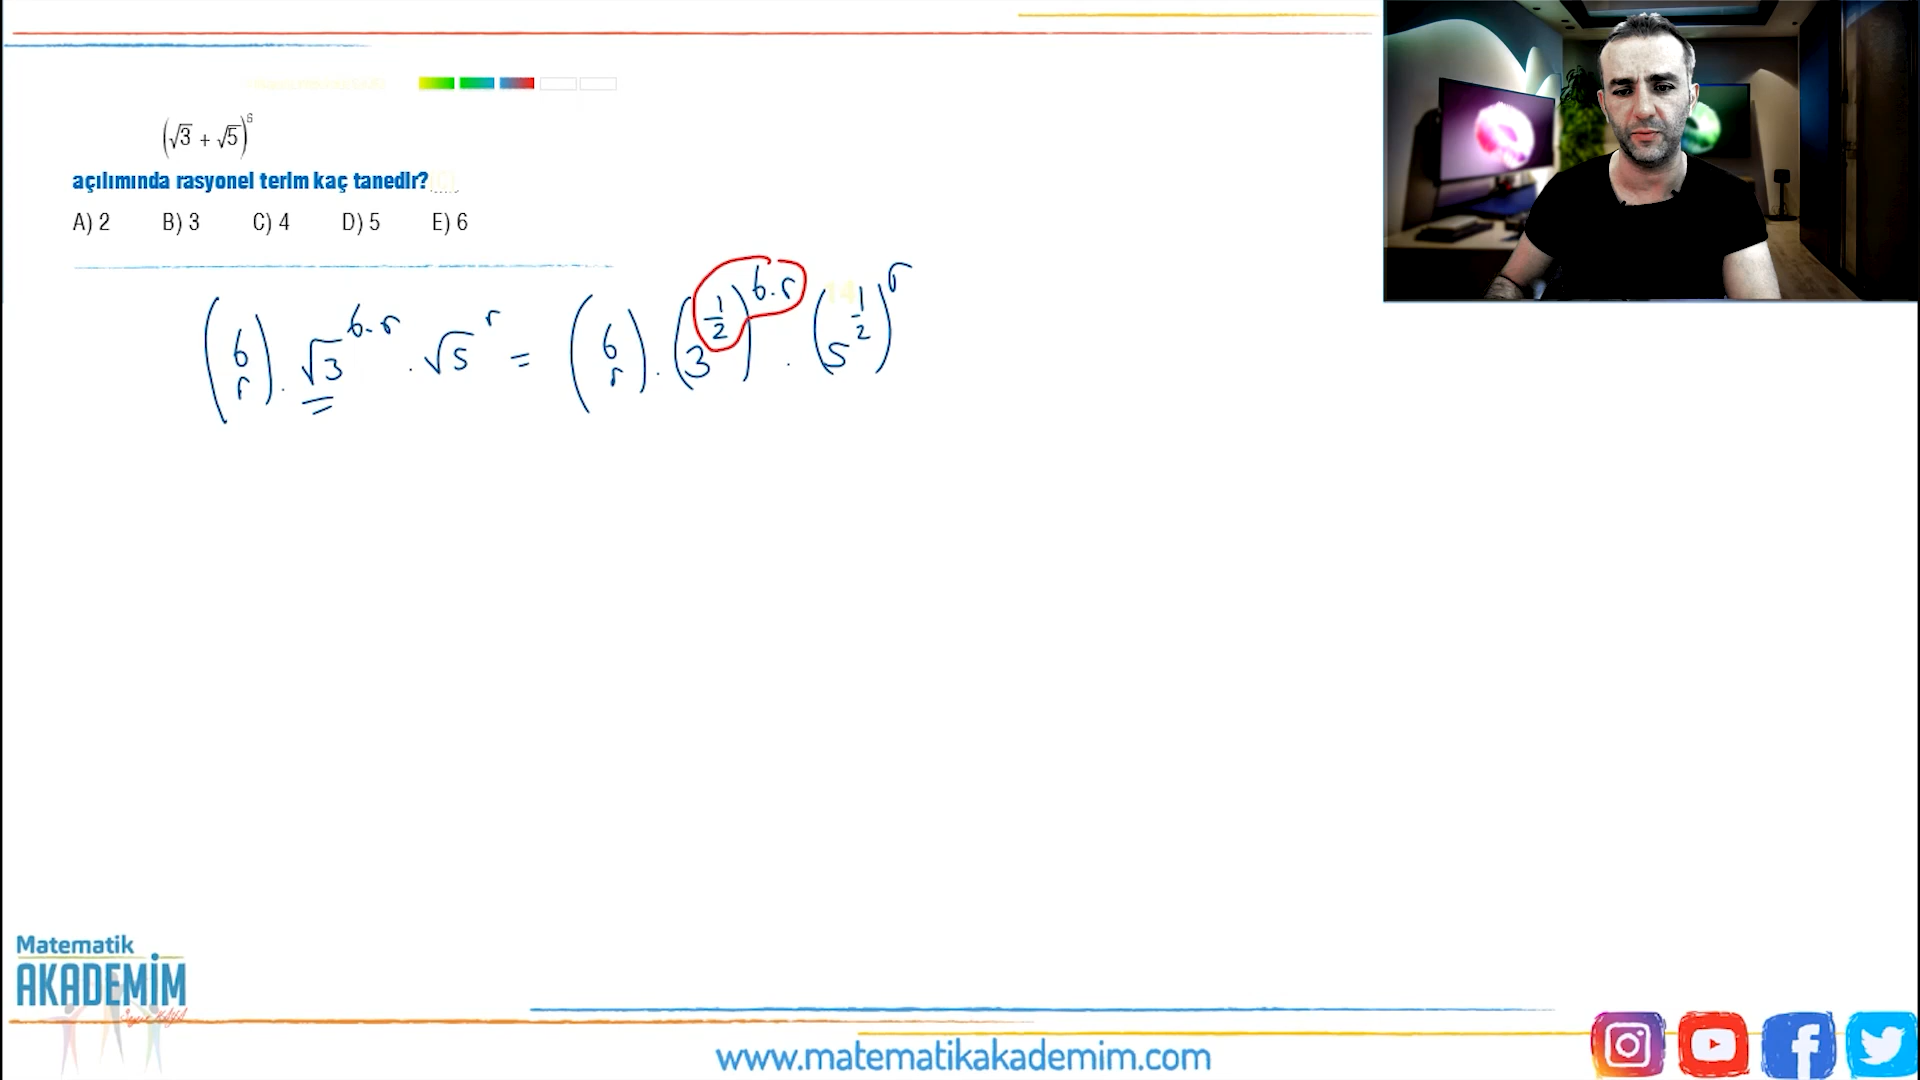 (√3 + √5)^6
açılımında rasyonel terim kaç tanedir?
A) 2 B) 3 C) 4 D) 5 E) 6
(6 r) . √3^6-r . √5^r = (6 r) . (3^1/2)^6-r . (5^1/2)^r
Matematik
AKADEMİM
www.matematikakademim.com